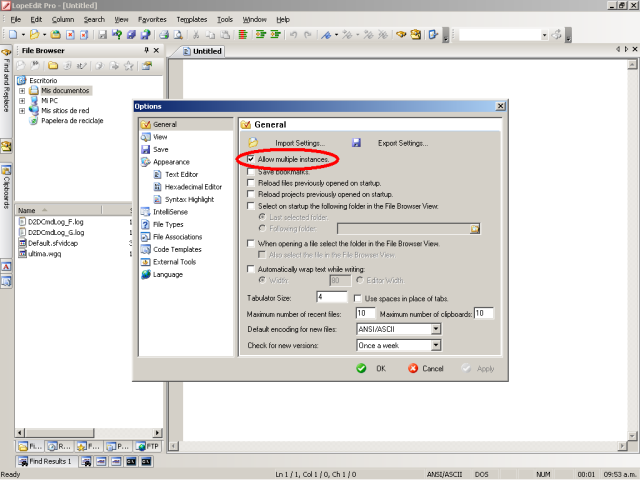 LopeEdit Pro - [Untitled]
File Edit Column Search View Favorites Templates Tools Window Help
File Browser
Untitled
Find and Replace
Clipboards
Escritorio
Mis documentos
Mi PC
Mis sitios de red
Papelera de reciclaje
Name
D2DCmdLog_F.log
D2DCmdLog_G.log
Default.sfvidcap
ultima.wgq
Options
General
View
Save
Appearance
Text Editor
Hexadecimal Editor
Syntax Highlight
IntelliSense
File Types
File Associations
Code Templates
External Tools
Language
General
Import Settings... Export Settings...
Allow multiple instances.
Save bookmarks.
Reload files previously opened on startup.
Reload projects previously opened on startup.
Select on startup the following folder in the File Browser View:
Last selected folder.
Following folder:
When opening a file select the folder in the File Browser View.
Also select the file in the File Browser View.
Automatically wrap text while writing:
Width: 80 Editor Width.
Tabulator Size: 4 Use spaces in place of tabs.
Maximum number of recent files: 10 Maximum number of clipboards: 10
Default encoding for new files: ANSI/ASCII
Check for new versions: Once a week
OK Cancel Apply
Fi... R... F... P... FTP
Find Results 1
Ready Ln 1 / 1, Col 1 / 0, Ch 1 / 0 ANSI/ASCII DOS NUM 00:01 09:53 a.m.